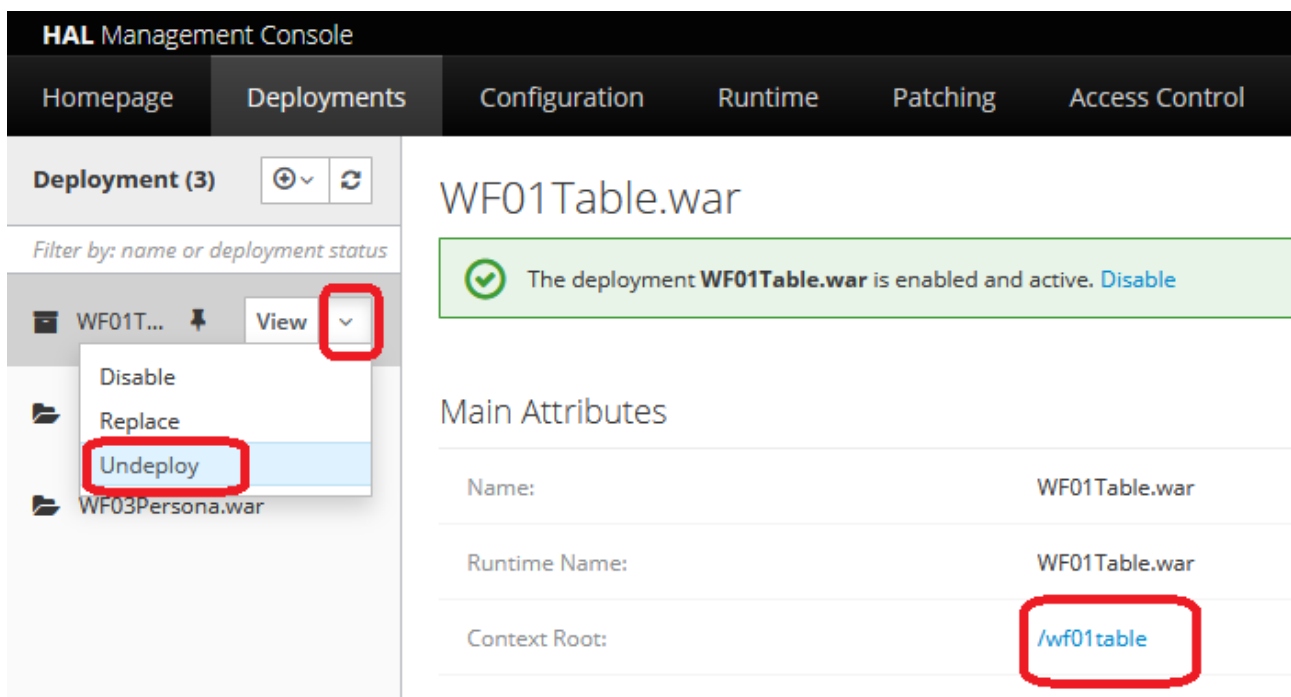 HAL Management Console
Homepage Deployments Configuration Runtime Patching Access Control
Deployment (3)
Filter by: name or deployment status
WF01T... View
Disable
Replace
Undeploy
WF03Persona.war
WF01Table.war
The deployment WF01Table.war is enabled and active. Disable
Main Attributes
Name: WF01Table.war
Runtime Name: WF01Table.war
Context Root: /wf01table